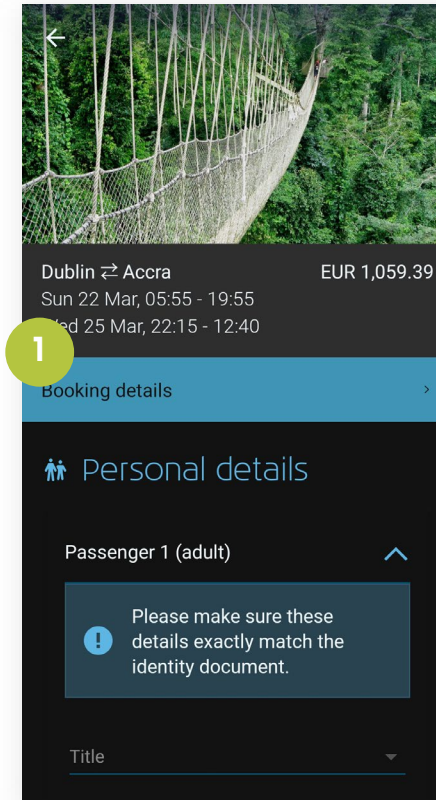 Dublin ⇄ Accra EUR 1,059.39
Sun 22 Mar, 05:55 - 19:55
ed 25 Mar, 22:15 - 12:40
1
Booking details
Personal details
Passenger 1 (adult)
Please make sure these
details exactly match the
identity document.
Title